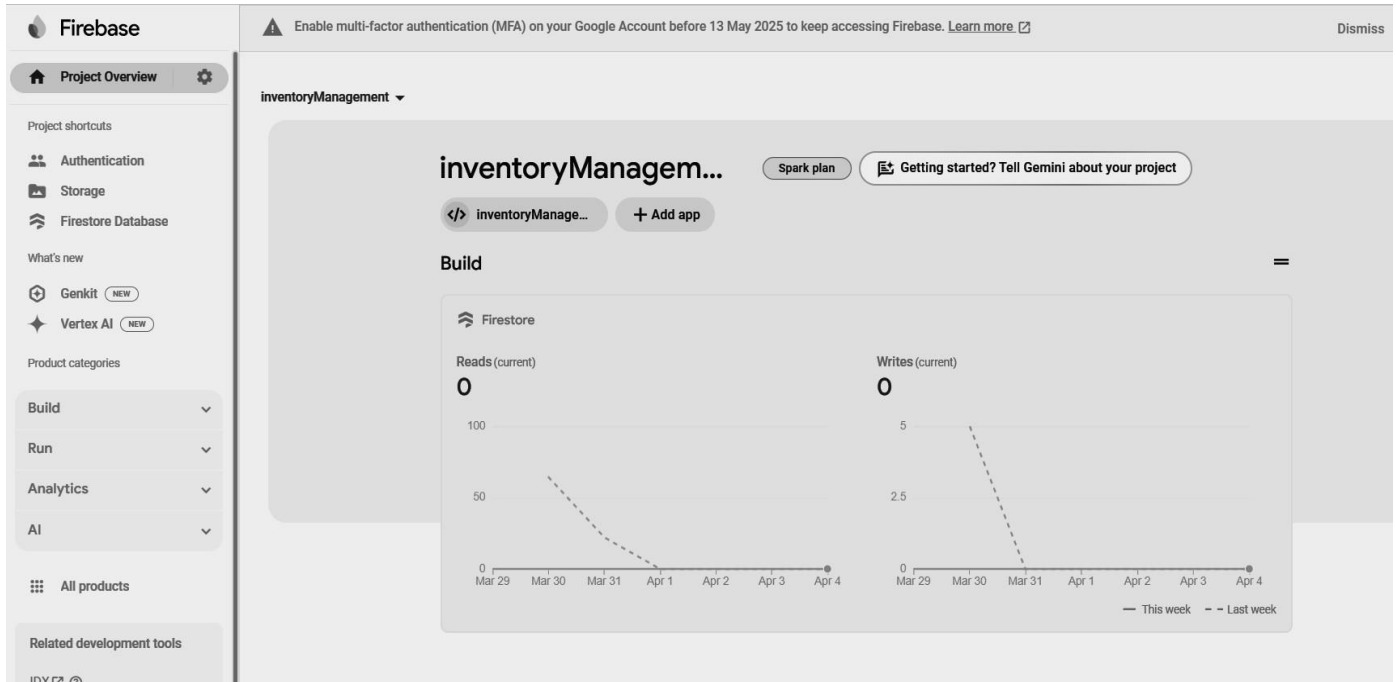 Firebase
Enable multi-factor authentication (MFA) on your Google Account before 13 May 2025 to keep accessing Firebase. Learn more
Dismiss
Project Overview
inventoryManagement
Project shortcuts
Authentication
Storage
Firestore Database
What's new
Genkit NEW
Vertex AI NEW
Product categories
Build
Run
Analytics
AI
All products
Related development tools
IDX
inventoryManagem...
Spark plan
Getting started? Tell Gemini about your project
</> inventoryManage...
+ Add app
Build
Firestore
Reads (current)
0
100
50
0
Mar 29 Mar 30 Mar 31 Apr 1 Apr 2 Apr 3 Apr 4
Writes (current)
0
5
2.5
0
Mar 29 Mar 30 Mar 31 Apr 1 Apr 2 Apr 3 Apr 4
This week Last week